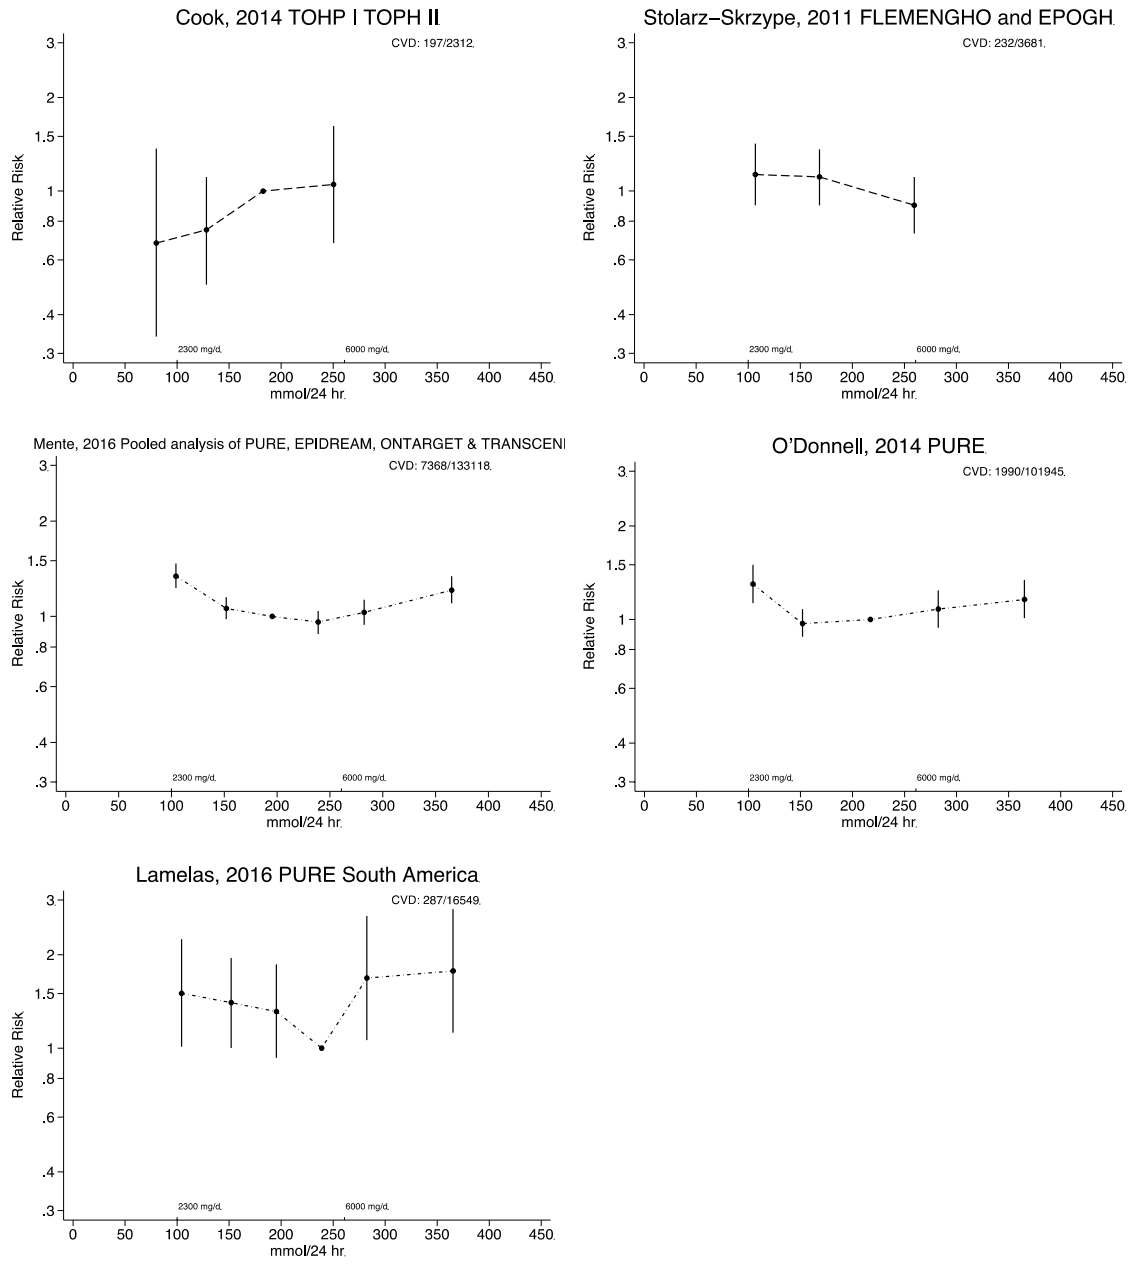 Cook, 2014 TOHP I TOPH II
CVD: 197/2312
3
2
1.5
1
.8
.6
.4
.3
Relative Risk
2300 mg/d
6000 mg/d
0 50 100 150 200 250 300 350 400 450
mmol/24 hr
Stolarz-Skrzype, 2011 FLEMENGHO and EPOGH
CVD: 232/3681
3
2
1.5
1
.8
.6
.4
.3
Relative Risk
2300 mg/d
6000 mg/d
0 50 100 150 200 250 300 350 400 450
mmol/24 hr
Mente, 2016 Pooled analysis of PURE, EPIDREAM, ONTARGET & TRANSCEN
CVD: 7368/133118
3
2
1.5
1
.8
.6
.4
.3
Relative Risk
2300 mg/d
6000 mg/d
0 50 100 150 200 250 300 350 400 450
mmol/24 hr
O'Donnell, 2014 PURE
CVD: 1990/101945
3
2
1.5
1
.8
.6
.4
.3
Relative Risk
2300 mg/d
6000 mg/d
0 50 100 150 200 250 300 350 400 450
mmol/24 hr
Lamelas, 2016 PURE South America
CVD: 287/16549
3
2
1.5
1
.8
.6
.4
.3
Relative Risk
2300 mg/d
6000 mg/d
0 50 100 150 200 250 300 350 400 450
mmol/24 hr